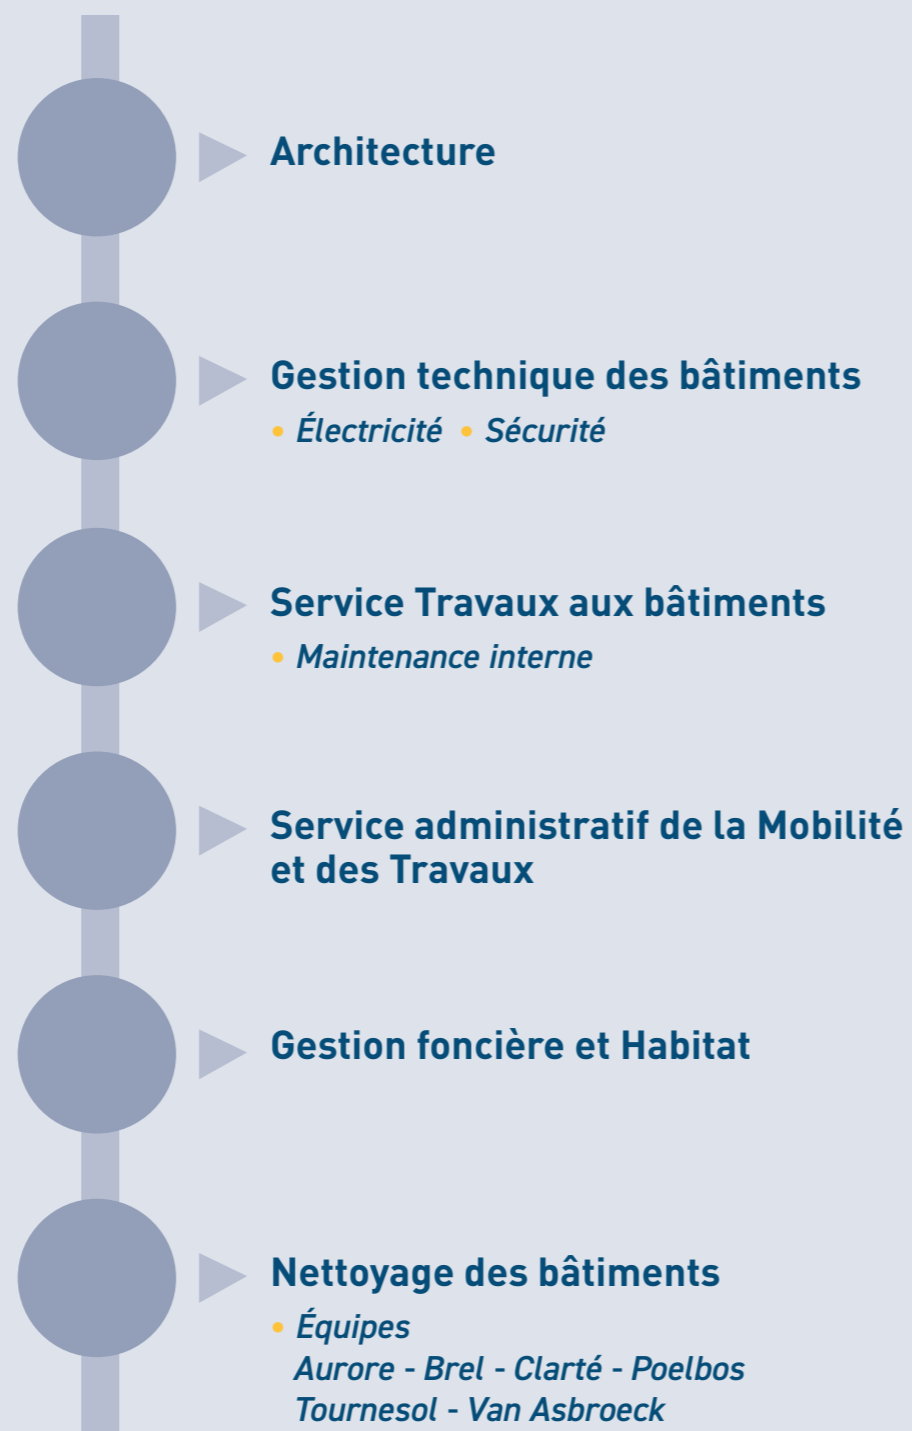 Architecture
Gestion technique des bâtiments
• Électricité • Sécurité
Service Travaux aux bâtiments
• Maintenance interne
Service administratif de la Mobilité
et des Travaux
Gestion foncière et Habitat
Nettoyage des bâtiments
• Équipes
Aurore - Brel - Clarté - Poelbos
Tournesol - Van Asbroeck